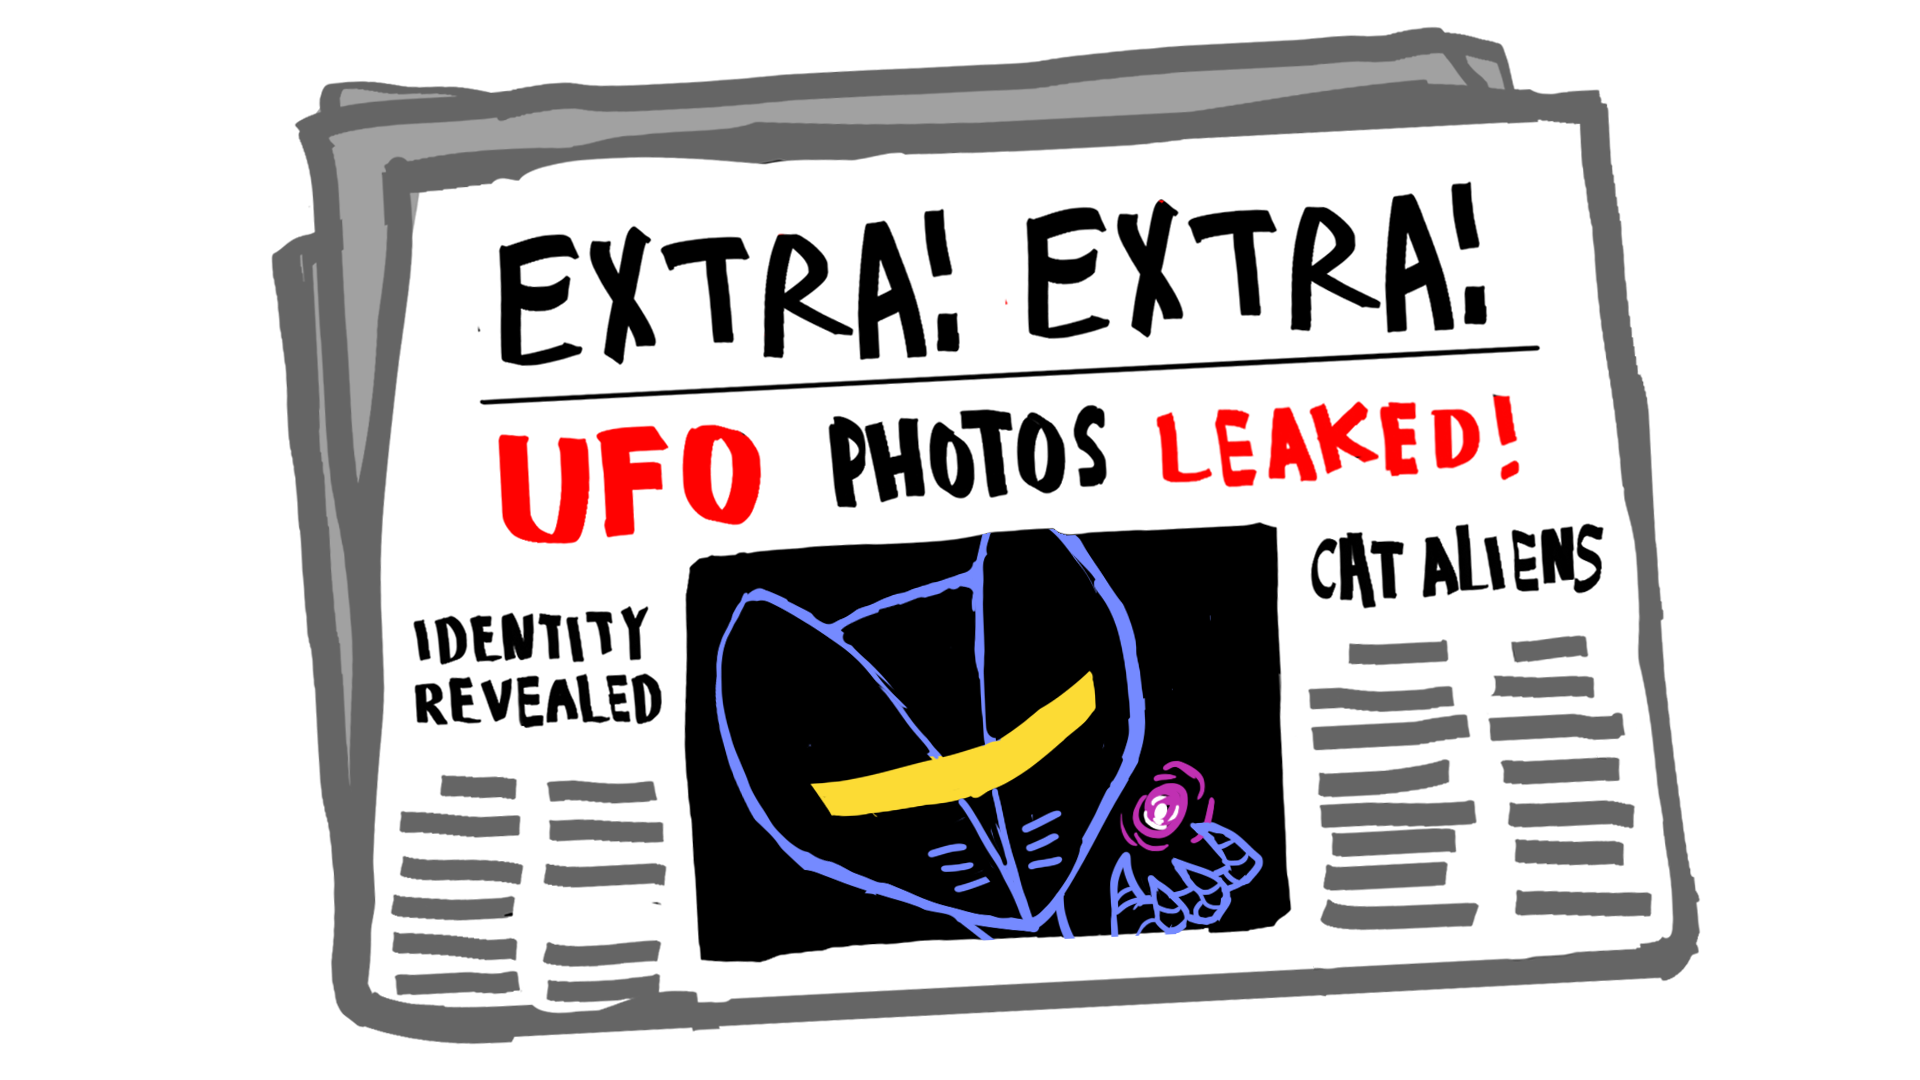 EXTRA! EXTRA!
UFO PHOTOS LEAKED!
IDENTITY
REVEALED
CAT ALIENS